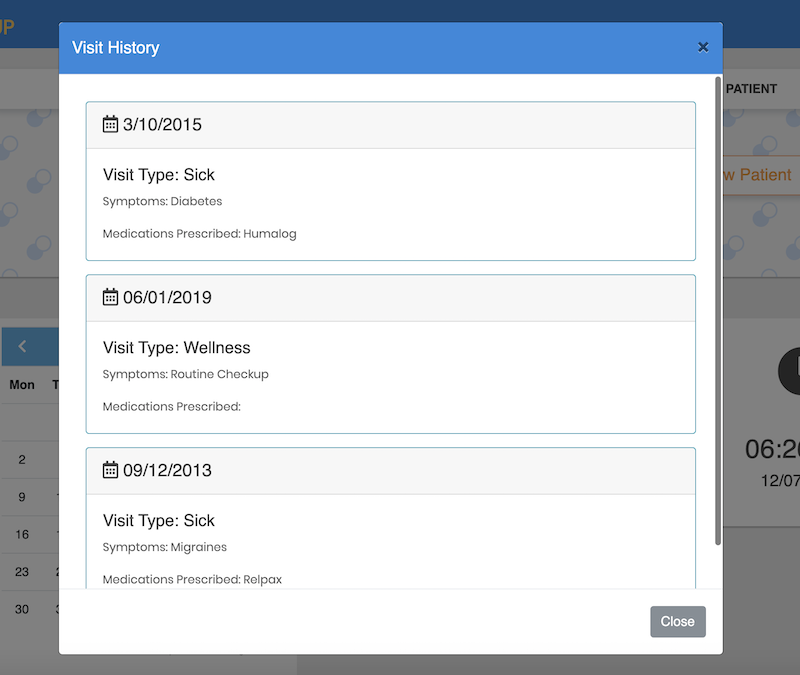 UP
Visit History
×
PATIENT
w Patient
3/10/2015
Visit Type: Sick
Symptoms: Diabetes
Medications Prescribed: Humalog
06/01/2019
Visit Type: Wellness
Symptoms: Routine Checkup
Medications Prescribed:
09/12/2013
Visit Type: Sick
Symptoms: Migraines
Medications Prescribed: Relpax
Close
Mon
2
9
16
23
30
06:20
12/07